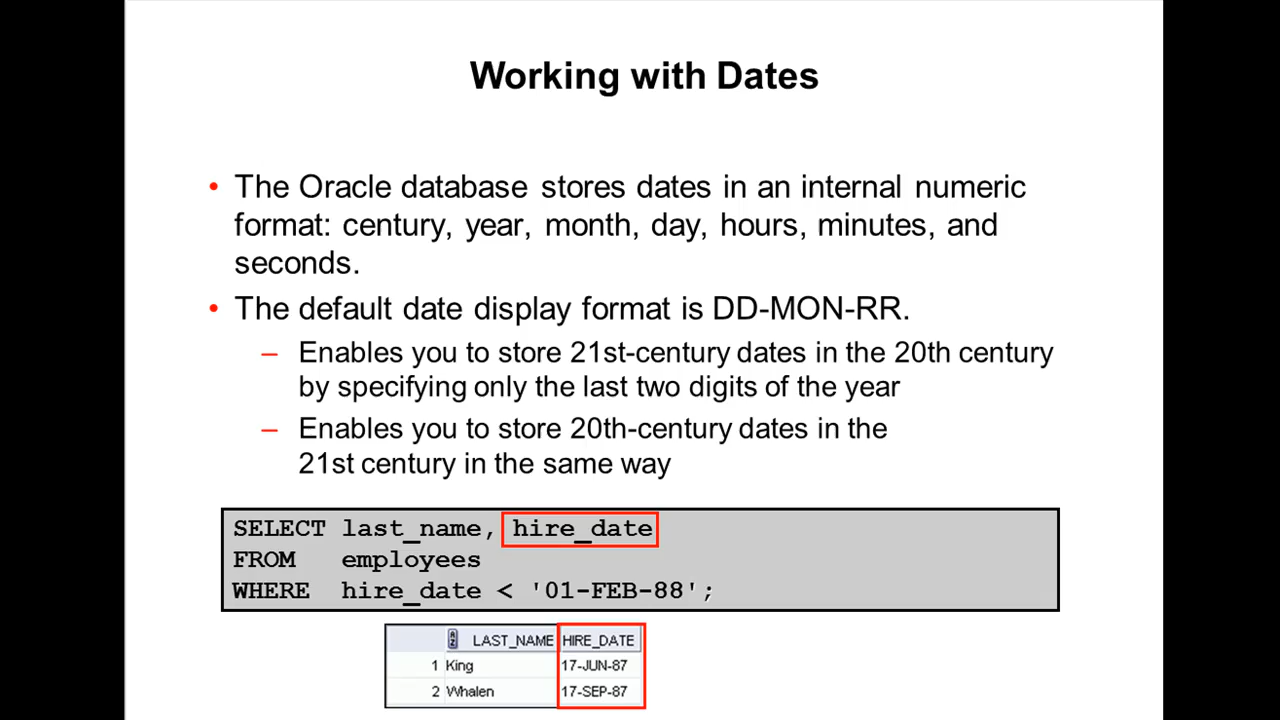 Working with Dates
• The Oracle database stores dates in an internal numeric
format: century, year, month, day, hours, minutes, and
seconds.
• The default date display format is DD-MON-RR.
– Enables you to store 21st-century dates in the 20th century
by specifying only the last two digits of the year
– Enables you to store 20th-century dates in the
21st century in the same way
SELECT last_name, hire_date
FROM employees
WHERE hire_date < '01-FEB-88';
LAST_NAME HIRE_DATE
1 King 17-JUN-87
2 Whalen 17-SEP-87